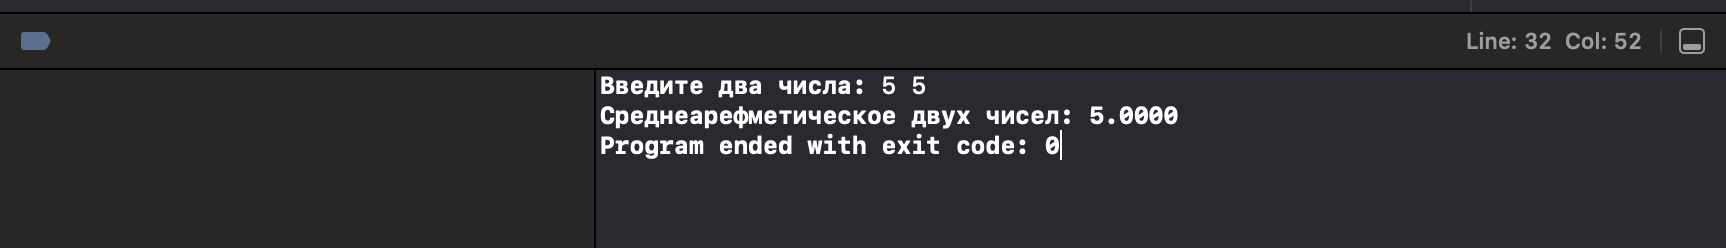 Line: 32 Col: 52
Введите два числа: 5 5
Среднеарефметическое двух чисел: 5.0000
Program ended with exit code: 0